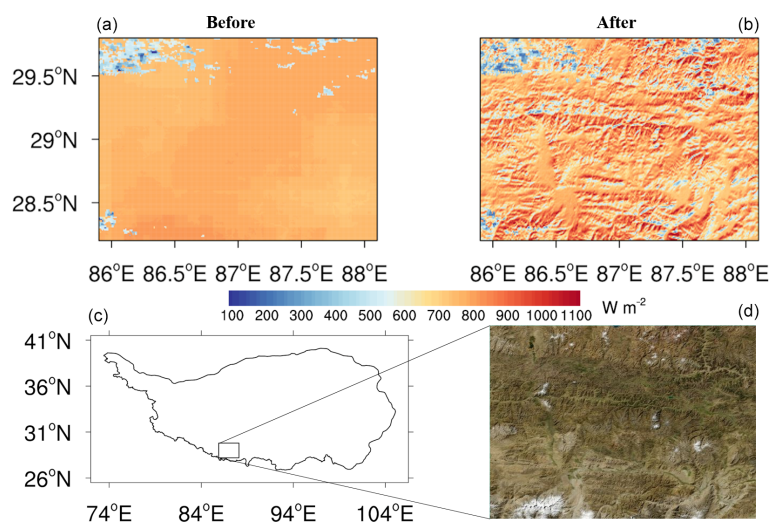 (a) Before After (b)
29.5°N
29°N
28.5°N
86°E 86.5°E 87°E 87.5°E 88°E 86°E 86.5°E 87°E 87.5°E 88°E
100 200 300 400 500 600 700 800 900 1000 1100 W m⁻²
(c) (d)
41°N
36°N
31°N
26°N
74°E 84°E 94°E 104°E